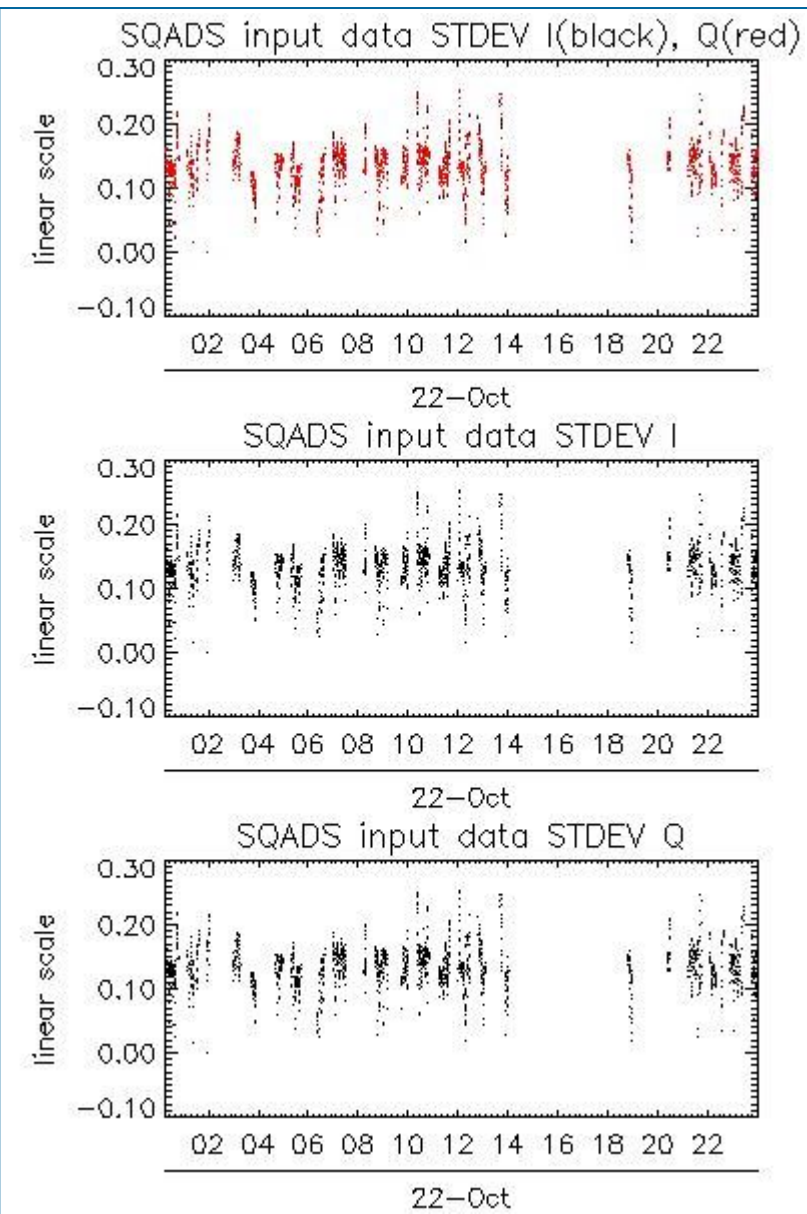 SQADS input data STDEV I(black), Q(red)
0.30
0.20
0.10
0.00
−0.10
linear scale
02 04 06 08 10 12 14 16 18 20 22
22−Oct
SQADS input data STDEV I
0.30
0.20
0.10
0.00
−0.10
linear scale
02 04 06 08 10 12 14 16 18 20 22
22−Oct
SQADS input data STDEV Q
0.30
0.20
0.10
0.00
−0.10
linear scale
02 04 06 08 10 12 14 16 18 20 22
22−Oct